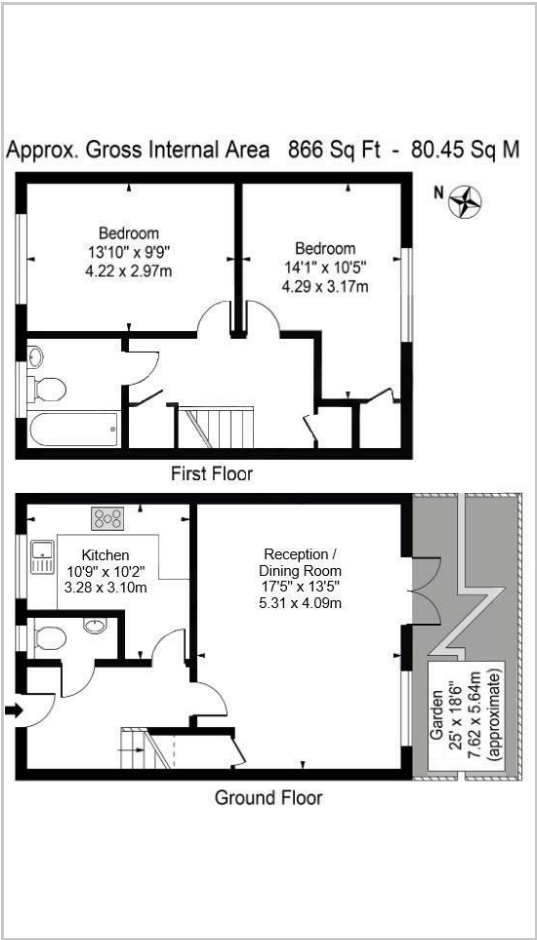 Approx. Gross Internal Area 866 Sq Ft - 80.45 Sq M
N
Bedroom
13'10" x 9'9"
4.22 x 2.97m
Bedroom
14'1" x 10'5"
4.29 x 3.17m
First Floor
Kitchen
10'9" x 10'2"
3.28 x 3.10m
Reception /
Dining Room
17'5" x 13'5"
5.31 x 4.09m
Garden
25' x 18'6"
7.62 x 5.64m
(approximate)
Ground Floor